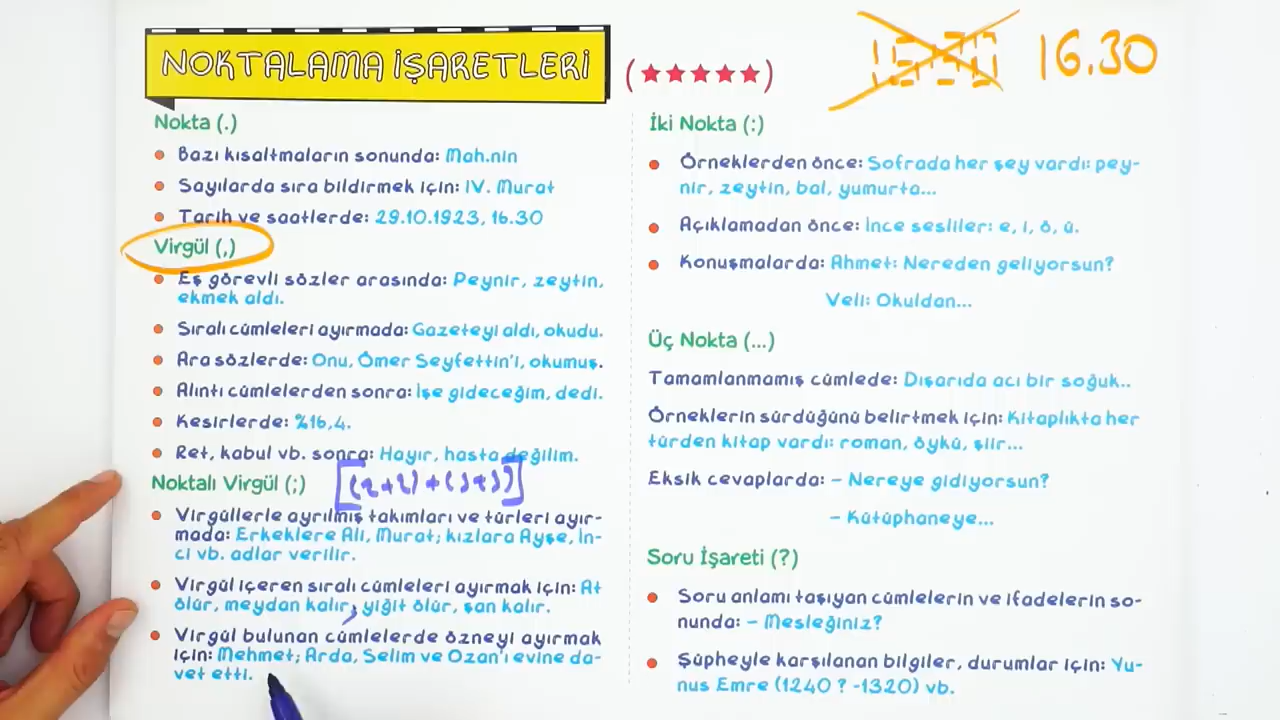 NOKTALAMA İŞARETLERİ
(★★★★★)
16.30
Nokta (.)
Bazı kısaltmaların sonunda: Mah.nin
Sayılarda sıra bildirmek için: IV. Murat
Tarih ve saatlerde: 29.10.1923, 16.30
Virgül (,)
Eş görevli sözler arasında: Peynir, zeytin,
ekmek aldı.
Sıralı cümleleri ayırmada: Gazeteyi aldı, okudu.
Ara sözlerde: Onu, Ömer Seyfettin'i, okumuş.
Alıntı cümlelerden sonra: İşe gideceğim, dedi.
Kesirlerde: %16,4.
Ret, kabul vb. sonra: Hayır, hasta değilim.
Noktalı Virgül (;)
Virgüllerle ayrılmış takımları ve türleri ayır-
mada: Erkeklere Ali, Murat; kızlara Ayşe, İn-
ci vb. adlar verilir.
Virgül içeren sıralı cümleleri ayırmak için: At
ölür, meydan kalır; yiğit ölür, şan kalır.
Virgül bulunan cümlelerde özneyi ayırmak
için: Mehmet; Arda, Selim ve Ozan'ı evine da-
vet etti.
İki Nokta (:)
Örneklerden önce: Sofrada her şey vardı: pey-
nir, zeytin, bal, yumurta...
Açıklamadan önce: İnce sesliler: e, i, ö, ü.
Konuşmalarda: Ahmet: Nereden geliyorsun?
Veli: Okuldan...
Üç Nokta (...)
Tamamlanmamış cümlede: Dışarıda acı bir soğuk..
Örneklerin sürdüğünü belirtmek için: Kitaplıkta her
türden kitap vardı: roman, öykü, şiir...
Eksik cevaplarda: – Nereye gidiyorsun?
– Kütüphaneye...
Soru İşareti (?)
Soru anlamı taşıyan cümlelerin ve ifadelerin so-
nunda: – Mesleğiniz?
Şüpheyle karşılanan bilgiler, durumlar için: Yu-
nus Emre (1240 ? -1320) vb.